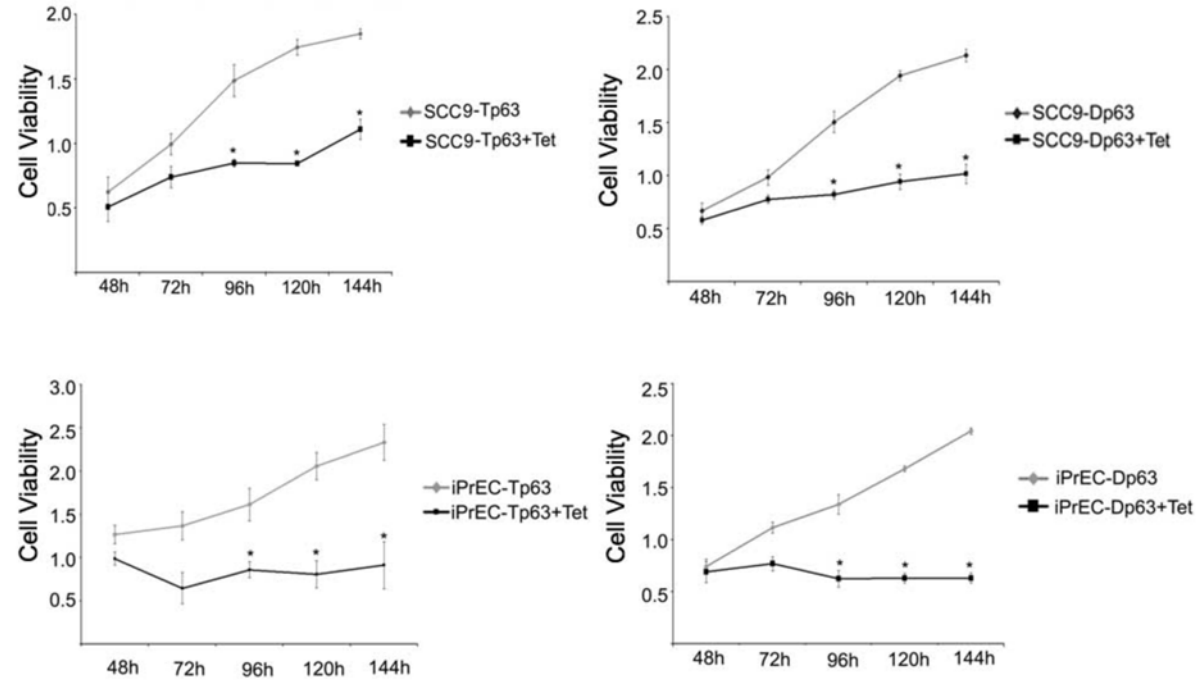 2.0
1.5
1.0
0.5
Cell Viability
48h 72h 96h 120h 144h
* * *
SCC9-Tp63
SCC9-Tp63+Tet
2.5
2.0
1.5
1.0
0.5
Cell Viability
48h 72h 96h 120h 144h
* * *
SCC9-Dp63
SCC9-Dp63+Tet
3.0
2.5
2.0
1.5
1.0
0.5
Cell Viability
48h 72h 96h 120h 144h
* * *
iPrEC-Tp63
iPrEC-Tp63+Tet
2.5
2.0
1.5
1.0
0.5
Cell Viability
48h 72h 96h 120h 144h
* * *
iPrEC-Dp63
iPrEC-Dp63+Tet